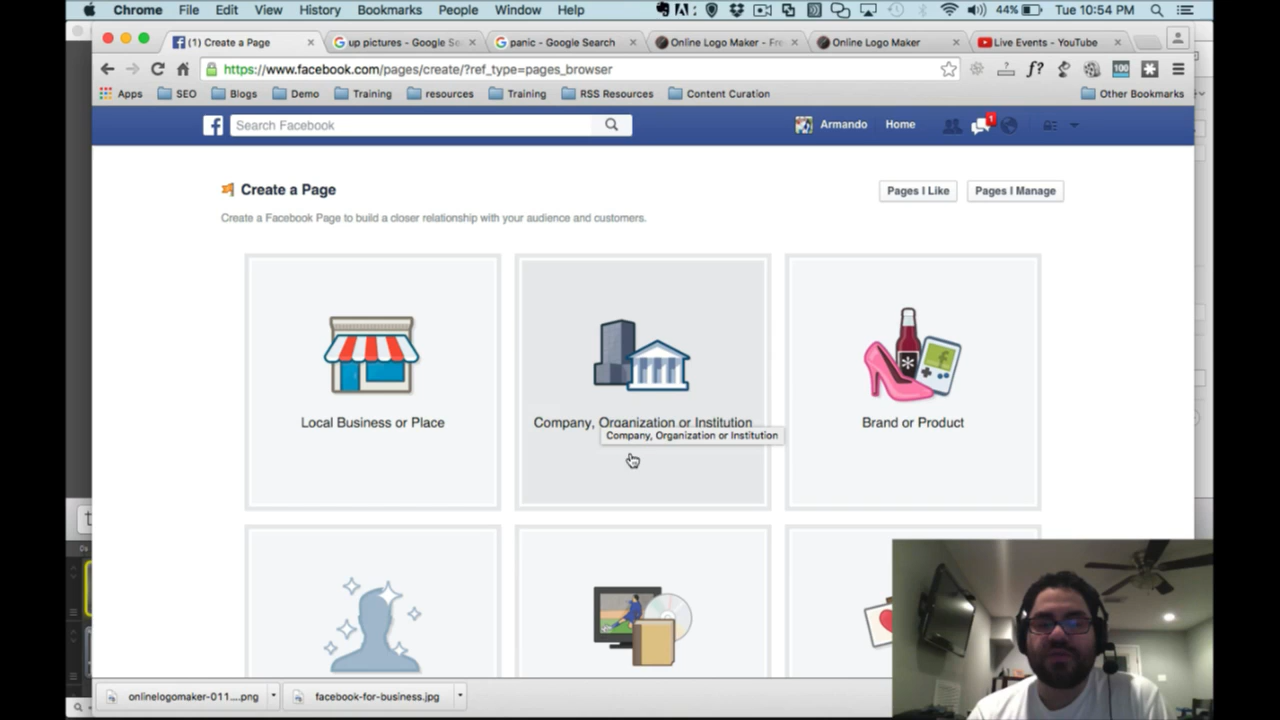 Chrome File Edit View History Bookmarks People Window Help 44% Tue 10:54 PM
(1) Create a Page up pictures - Google Se panic - Google Search Online Logo Maker - Fre Online Logo Maker Live Events - YouTube
https://www.facebook.com/pages/create/?ref_type=pages_browser f? 100
Apps SEO Blogs Demo Training resources Training RSS Resources Content Curation Other Bookmarks
Search Facebook Armando Home 1
Create a Page Pages I Like Pages I Manage
Create a Facebook Page to build a closer relationship with your audience and customers.
Local Business or Place Company, Organization or Institution Brand or Product
Company, Organization or Institution
onlinelogomaker-011....png facebook-for-business.jpg